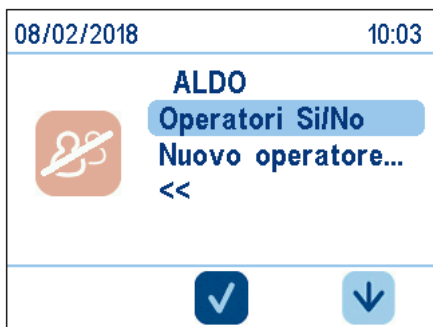 08/02/2018 10:03
ALDO
Operatori Si/No
Nuovo operatore...
<<